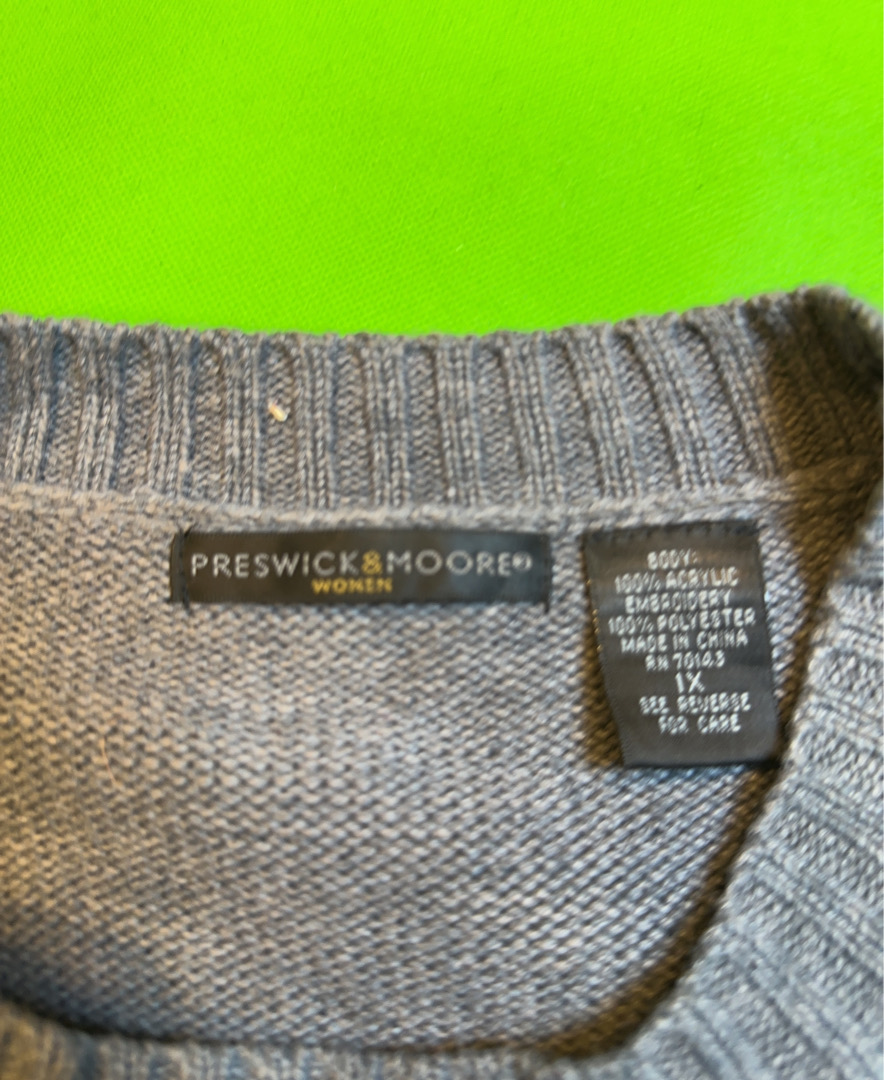 PRESWICK&MOORE®
WOMEN
BODY:
100% ACRYLIC
EMBROIDERY
100% POLYESTER
MADE IN CHINA
RN 70143
1X
SEE REVERSE
FOR CARE